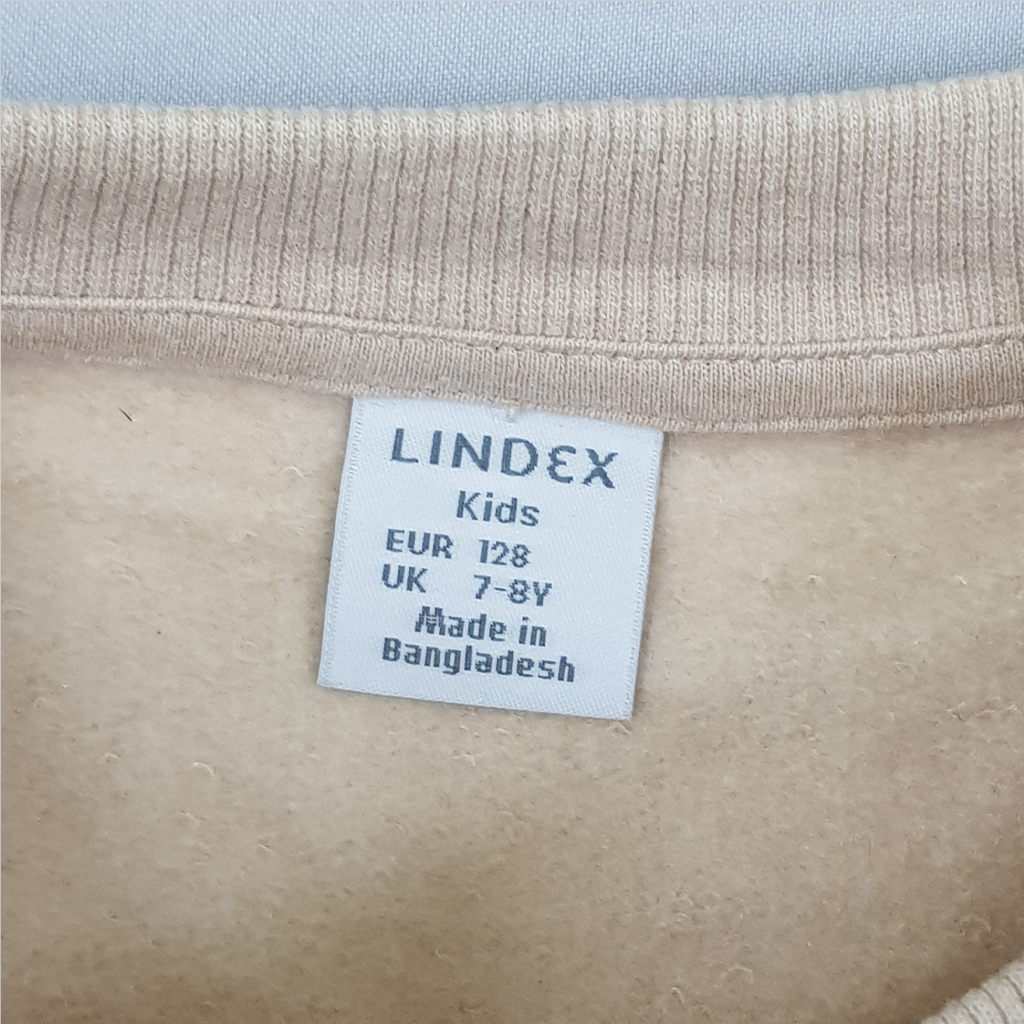 LINDEX
Kids
EUR 128
UK 7-8Y
Made in
Bangladesh